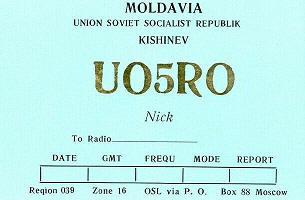 MOLDAVIA
UNION SOVIET SOCIALIST REPUBLIK
KISHINEV
UO5RO
Nick
To Radio
DATE GMT FREQU MODE REPORT
Region 039 Zone 16 QSL via P. O. Box 88 Moscow